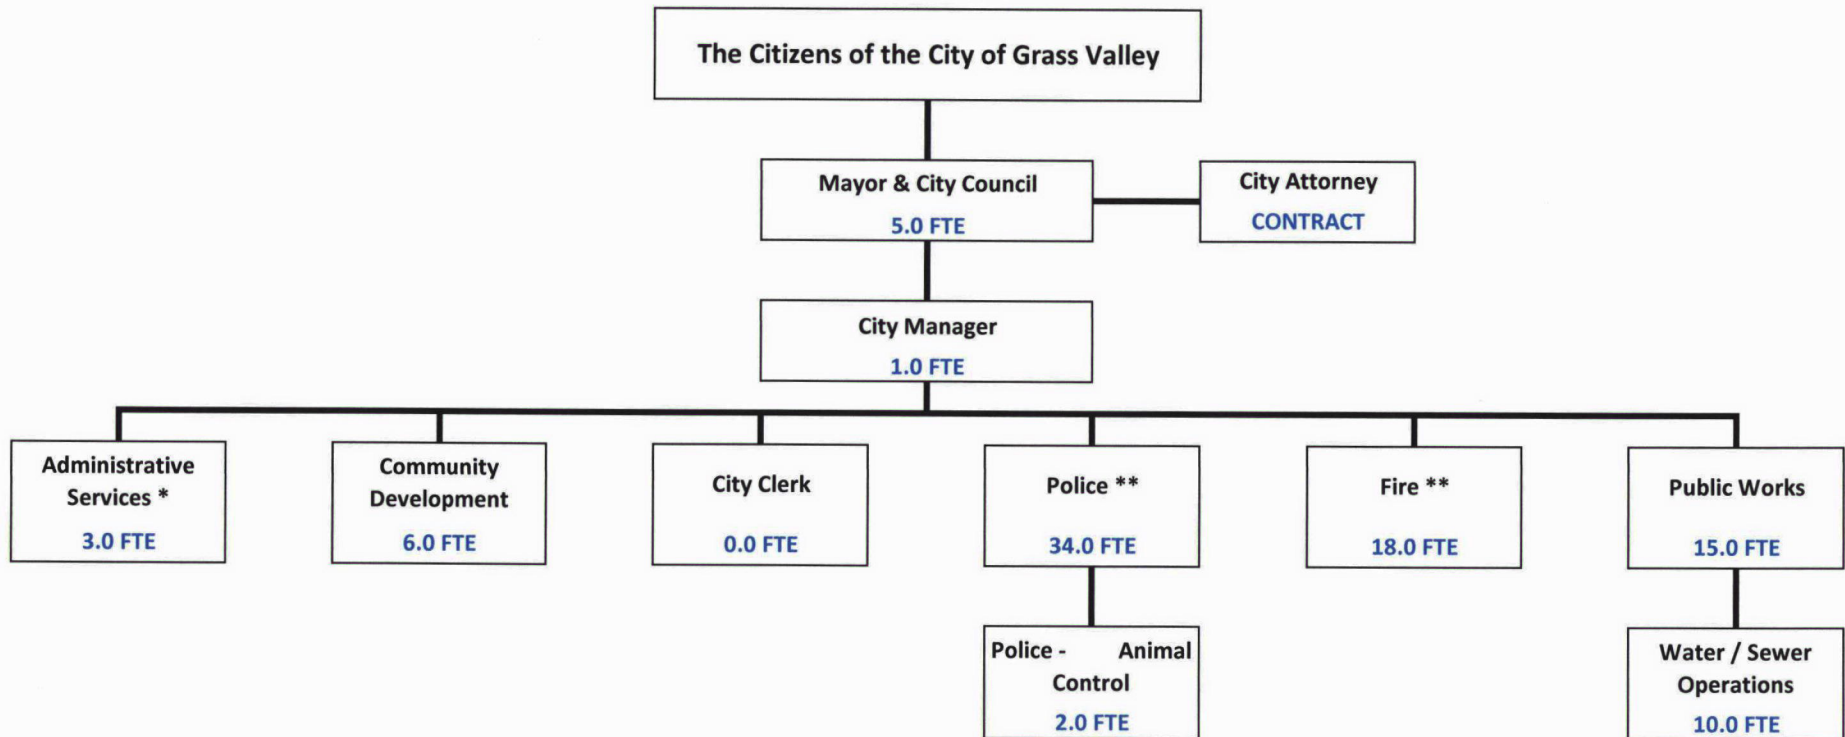 The Citizens of the City of Grass Valley
Mayor & City Council
5.0 FTE
City Attorney
CONTRACT
City Manager
1.0 FTE
Administrative
Services *
3.0 FTE
Community
Development
6.0 FTE
City Clerk
0.0 FTE
Police **
34.0 FTE
Fire **
18.0 FTE
Public Works
15.0 FTE
Police - Animal
Control
2.0 FTE
Water / Sewer
Operations
10.0 FTE